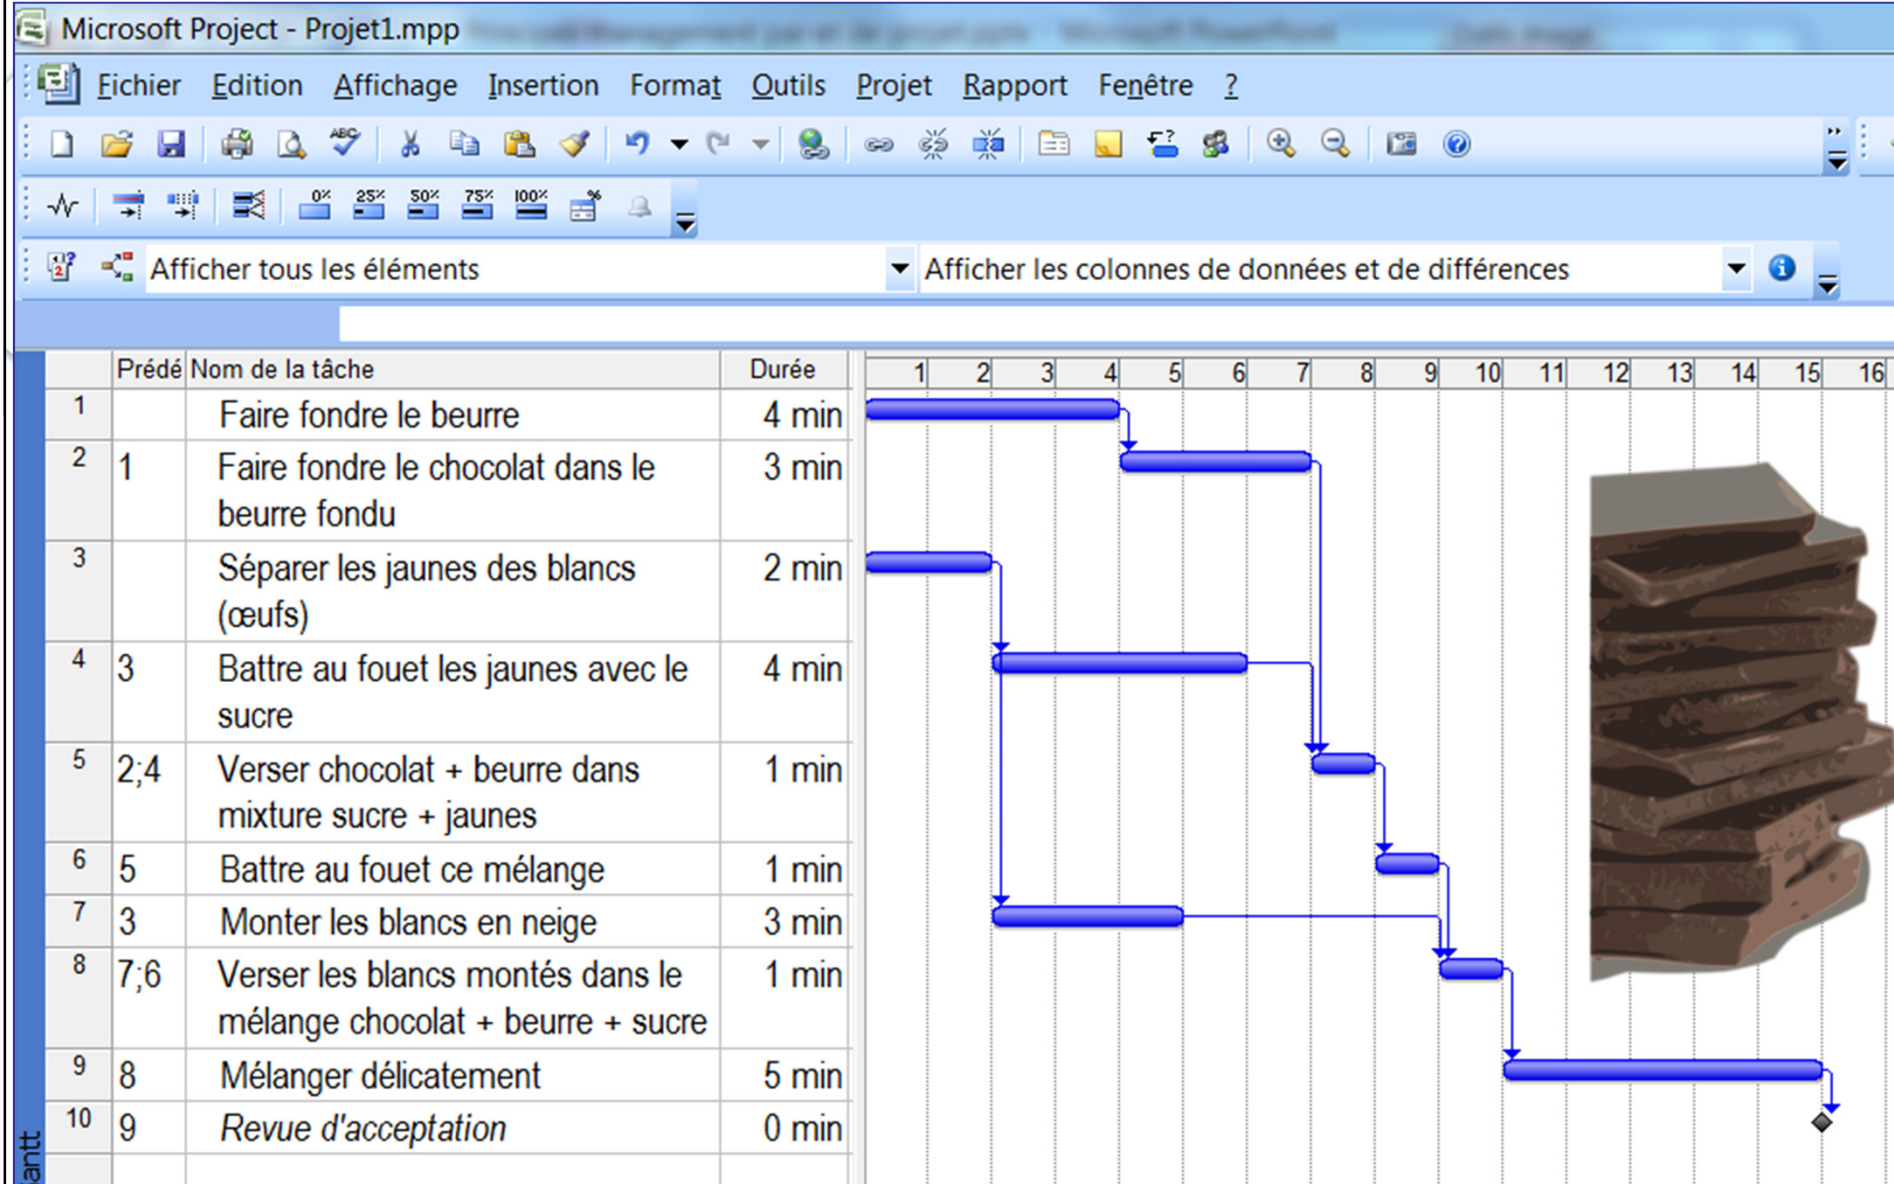 Microsoft Project - Projet1.mpp
Fichier Edition Affichage Insertion Format Outils Projet Rapport Fenêtre ?
ABC ?
0% 25% 50% 75% 100% %
Afficher tous les éléments Afficher les colonnes de données et de différences
Prédé Nom de la tâche Durée 1 2 3 4 5 6 7 8 9 10 11 12 13 14 15 16
1 Faire fondre le beurre 4 min
2 1 Faire fondre le chocolat dans le 3 min
beurre fondu
3 Séparer les jaunes des blancs 2 min
(œufs)
4 3 Battre au fouet les jaunes avec le 4 min
sucre
5 2;4 Verser chocolat + beurre dans 1 min
mixture sucre + jaunes
6 5 Battre au fouet ce mélange 1 min
7 3 Monter les blancs en neige 3 min
8 7;6 Verser les blancs montés dans le 1 min
mélange chocolat + beurre + sucre
9 8 Mélanger délicatement 5 min
10 9 Revue d'acceptation 0 min
antt